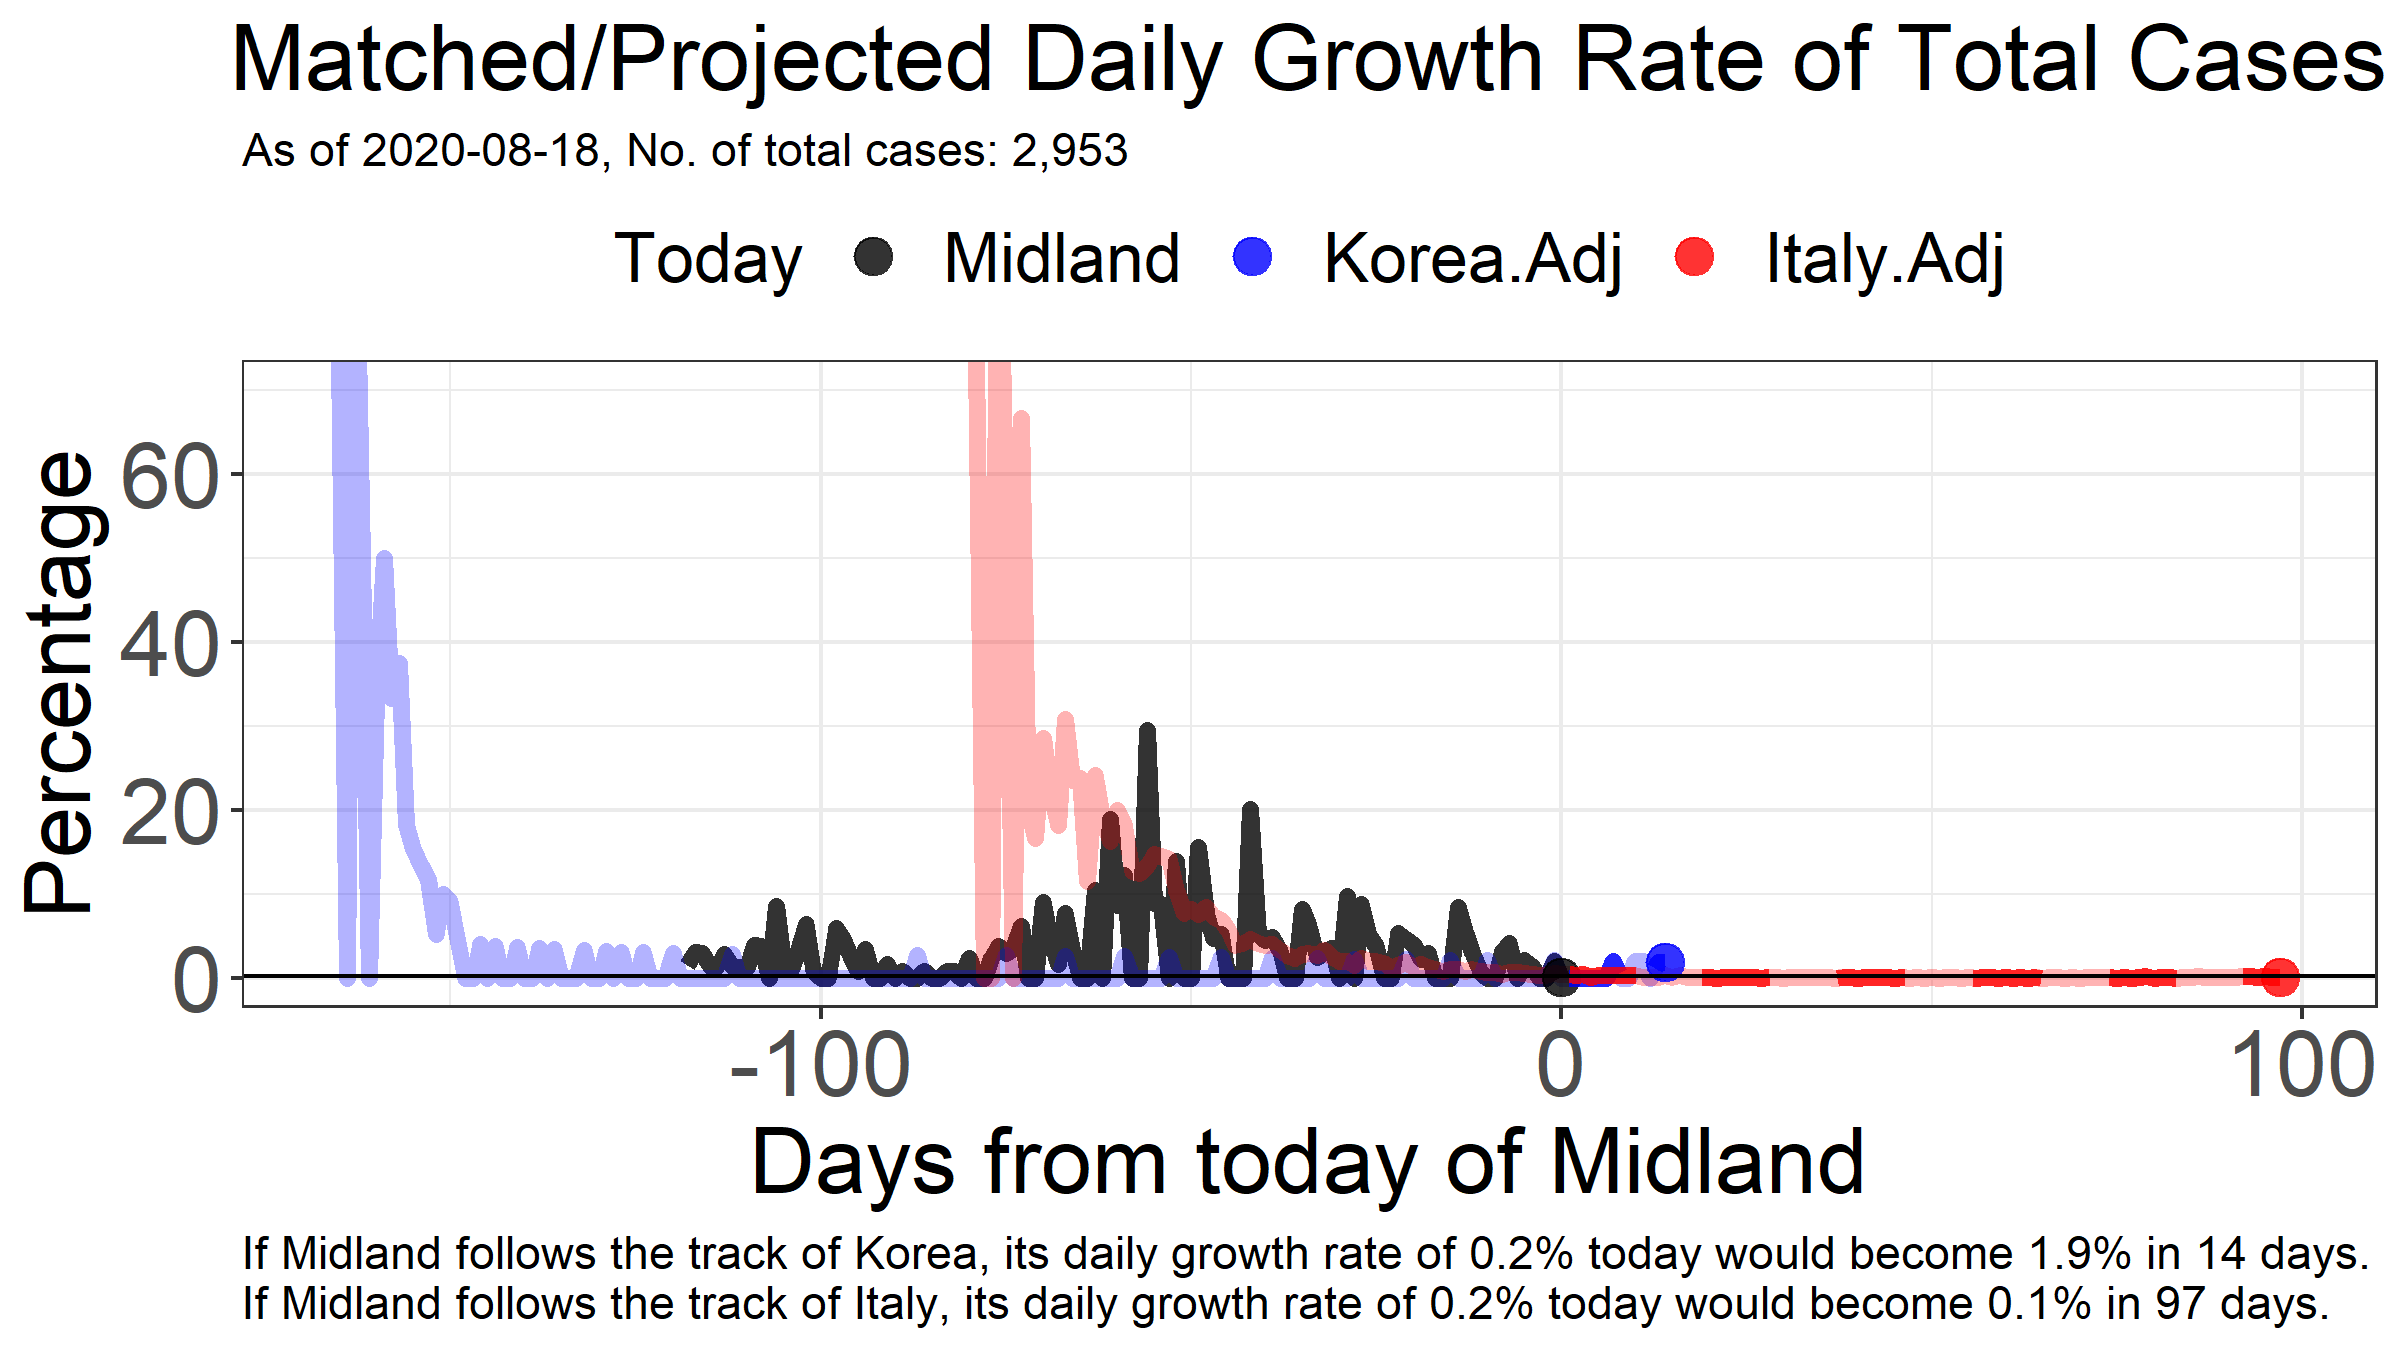 Matched/Projected Daily Growth Rate of Total Cases
As of 2020-08-18, No. of total cases: 2,953
Today Midland Korea.Adj Italy.Adj
Percentage
60
40
20
0
-100 0 100
Days from today of Midland
If Midland follows the track of Korea, its daily growth rate of 0.2% today would become 1.9% in 14 days.
If Midland follows the track of Italy, its daily growth rate of 0.2% today would become 0.1% in 97 days.